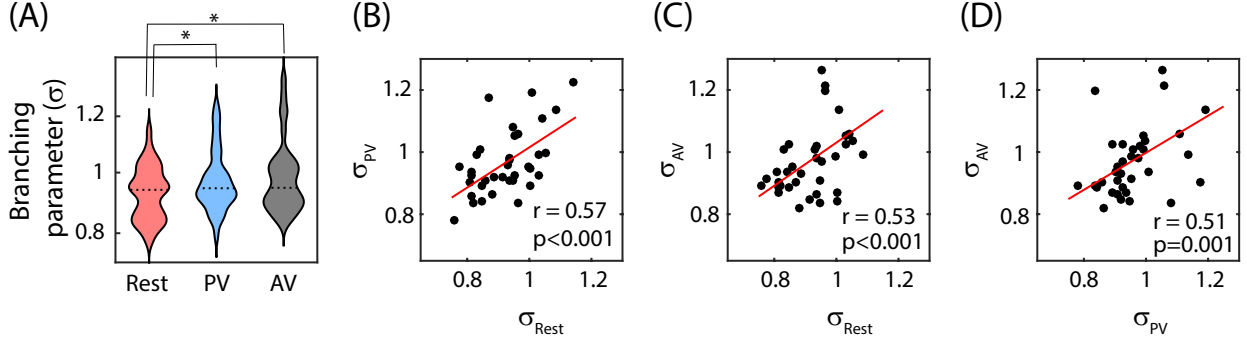 (A)
*
*
Branching
parameter (σ)
1.2
1
0.8
Rest PV AV
(B)
σPV
1.2
1
0.8
r = 0.57
p<0.001
0.8 1 1.2
σRest
(C)
σAV
1.2
1
0.8
r = 0.53
p<0.001
0.8 1 1.2
σRest
(D)
σAV
1.2
1
0.8
r = 0.51
p=0.001
0.8 1 1.2
σPV